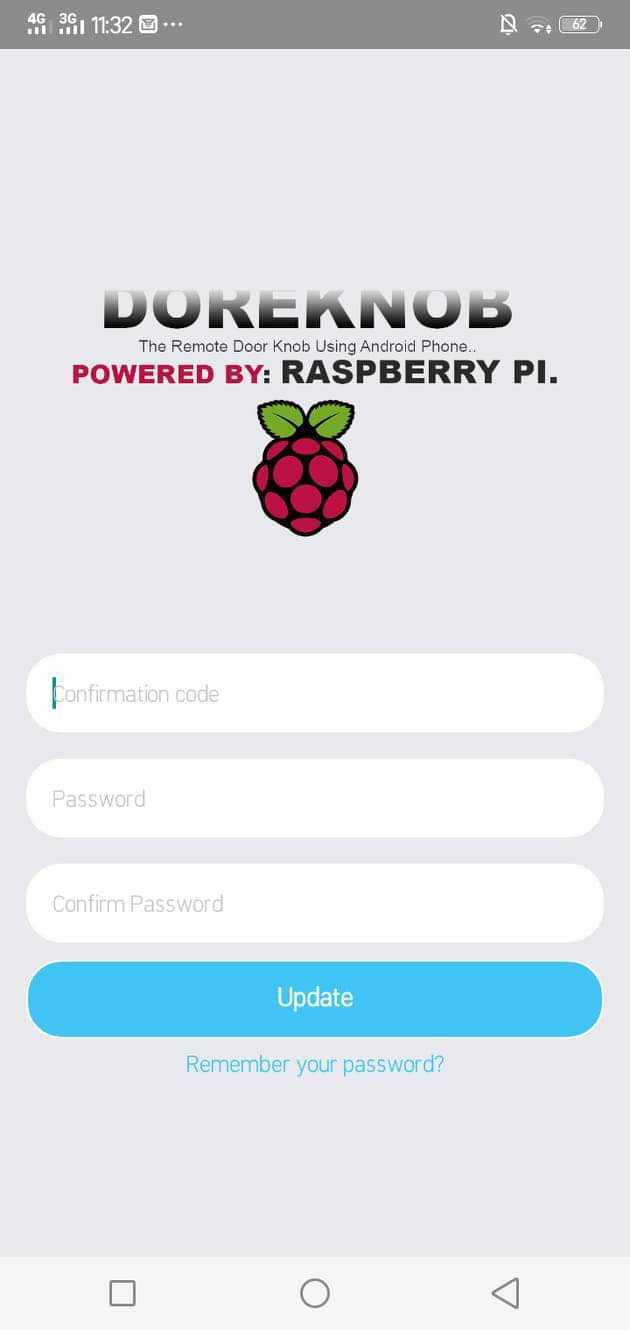 4G 3G 11:32 62
DOREKNOB
The Remote Door Knob Using Android Phone..
POWERED BY: RASPBERRY PI.
Confirmation code
Password
Confirm Password
Update
Remember your password?